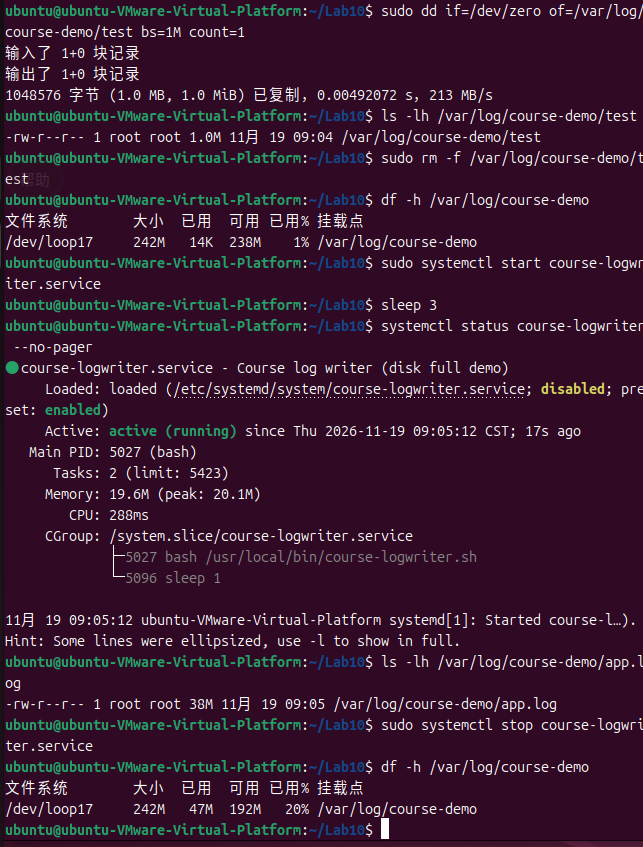 ubuntu@ubuntu-VMware-Virtual-Platform:~/Lab10$ sudo dd if=/dev/zero of=/var/log/
course-demo/test bs=1M count=1
输入了 1+0 块记录
输出了 1+0 块记录
1048576 字节 (1.0 MB, 1.0 MiB) 已复制，0.00492072 s，213 MB/s
ubuntu@ubuntu-VMware-Virtual-Platform:~/Lab10$ ls -lh /var/log/course-demo/test
-rw-r--r-- 1 root root 1.0M 11月 19 09:04 /var/log/course-demo/test
ubuntu@ubuntu-VMware-Virtual-Platform:~/Lab10$ sudo rm -f /var/log/course-demo/t
est
帮助
ubuntu@ubuntu-VMware-Virtual-Platform:~/Lab10$ df -h /var/log/course-demo
文件系统 大小 已用 可用 已用% 挂载点
/dev/loop17 242M 14K 238M 1% /var/log/course-demo
ubuntu@ubuntu-VMware-Virtual-Platform:~/Lab10$ sudo systemctl start course-logwr
iter.service
ubuntu@ubuntu-VMware-Virtual-Platform:~/Lab10$ sleep 3
ubuntu@ubuntu-VMware-Virtual-Platform:~/Lab10$ systemctl status course-logwriter
--no-pager
course-logwriter.service - Course log writer (disk full demo)
Loaded: loaded (/etc/systemd/system/course-logwriter.service; disabled; pre
set: enabled)
Active: active (running) since Thu 2026-11-19 09:05:12 CST; 17s ago
Main PID: 5027 (bash)
Tasks: 2 (limit: 5423)
Memory: 19.6M (peak: 20.1M)
CPU: 288ms
CGroup: /system.slice/course-logwriter.service
├─5027 bash /usr/local/bin/course-logwriter.sh
└─5096 sleep 1
11月 19 09:05:12 ubuntu-VMware-Virtual-Platform systemd[1]: Started course-l…).
Hint: Some lines were ellipsized, use -l to show in full.
ubuntu@ubuntu-VMware-Virtual-Platform:~/Lab10$ ls -lh /var/log/course-demo/app.l
og
-rw-r--r-- 1 root root 38M 11月 19 09:05 /var/log/course-demo/app.log
ubuntu@ubuntu-VMware-Virtual-Platform:~/Lab10$ sudo systemctl stop course-logwri
ter.service
ubuntu@ubuntu-VMware-Virtual-Platform:~/Lab10$ df -h /var/log/course-demo
文件系统 大小 已用 可用 已用% 挂载点
/dev/loop17 242M 47M 192M 20% /var/log/course-demo
ubuntu@ubuntu-VMware-Virtual-Platform:~/Lab10$